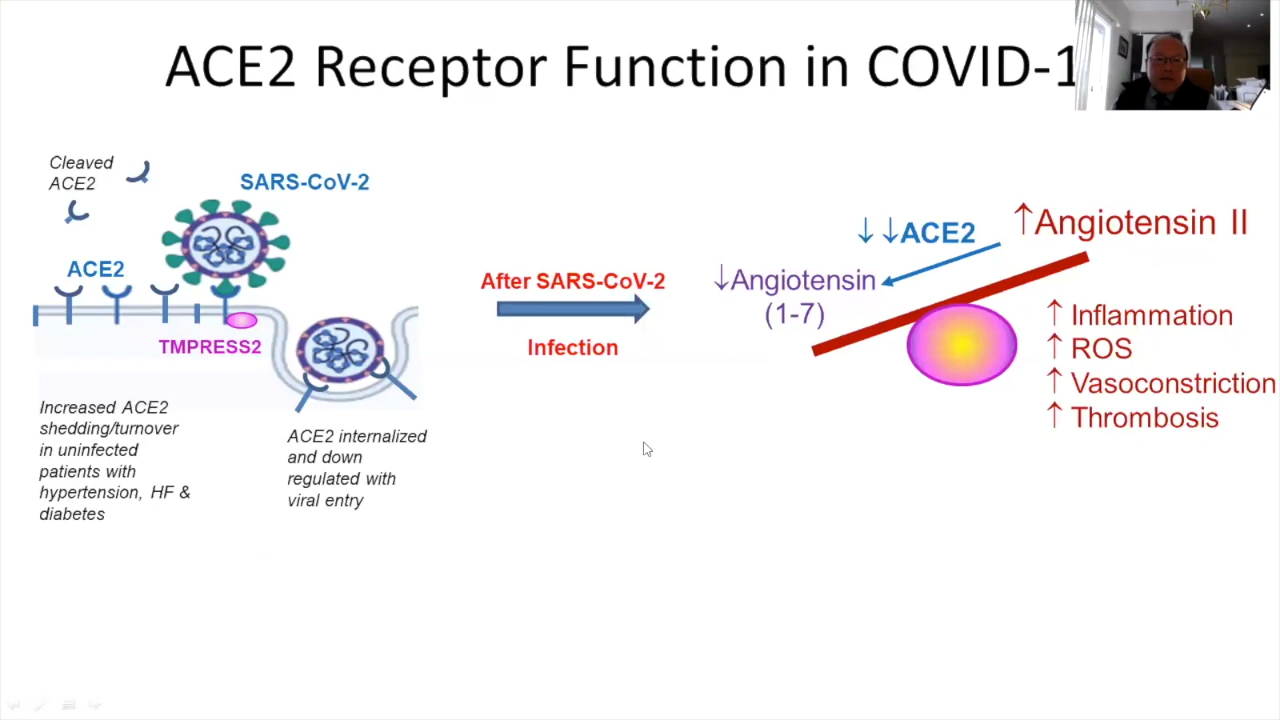 ACE2 Receptor Function in COVID-1
Cleaved
ACE2
SARS-CoV-2
ACE2
TMPRESS2
Increased ACE2
shedding/turnover
in uninfected
patients with
hypertension, HF &
diabetes
ACE2 internalized
and down
regulated with
viral entry
After SARS-CoV-2
Infection
↓ ↓ACE2
↑Angiotensin II
↓Angiotensin
(1-7)
↑ Inflammation
↑ ROS
↑ Vasoconstriction
↑ Thrombosis